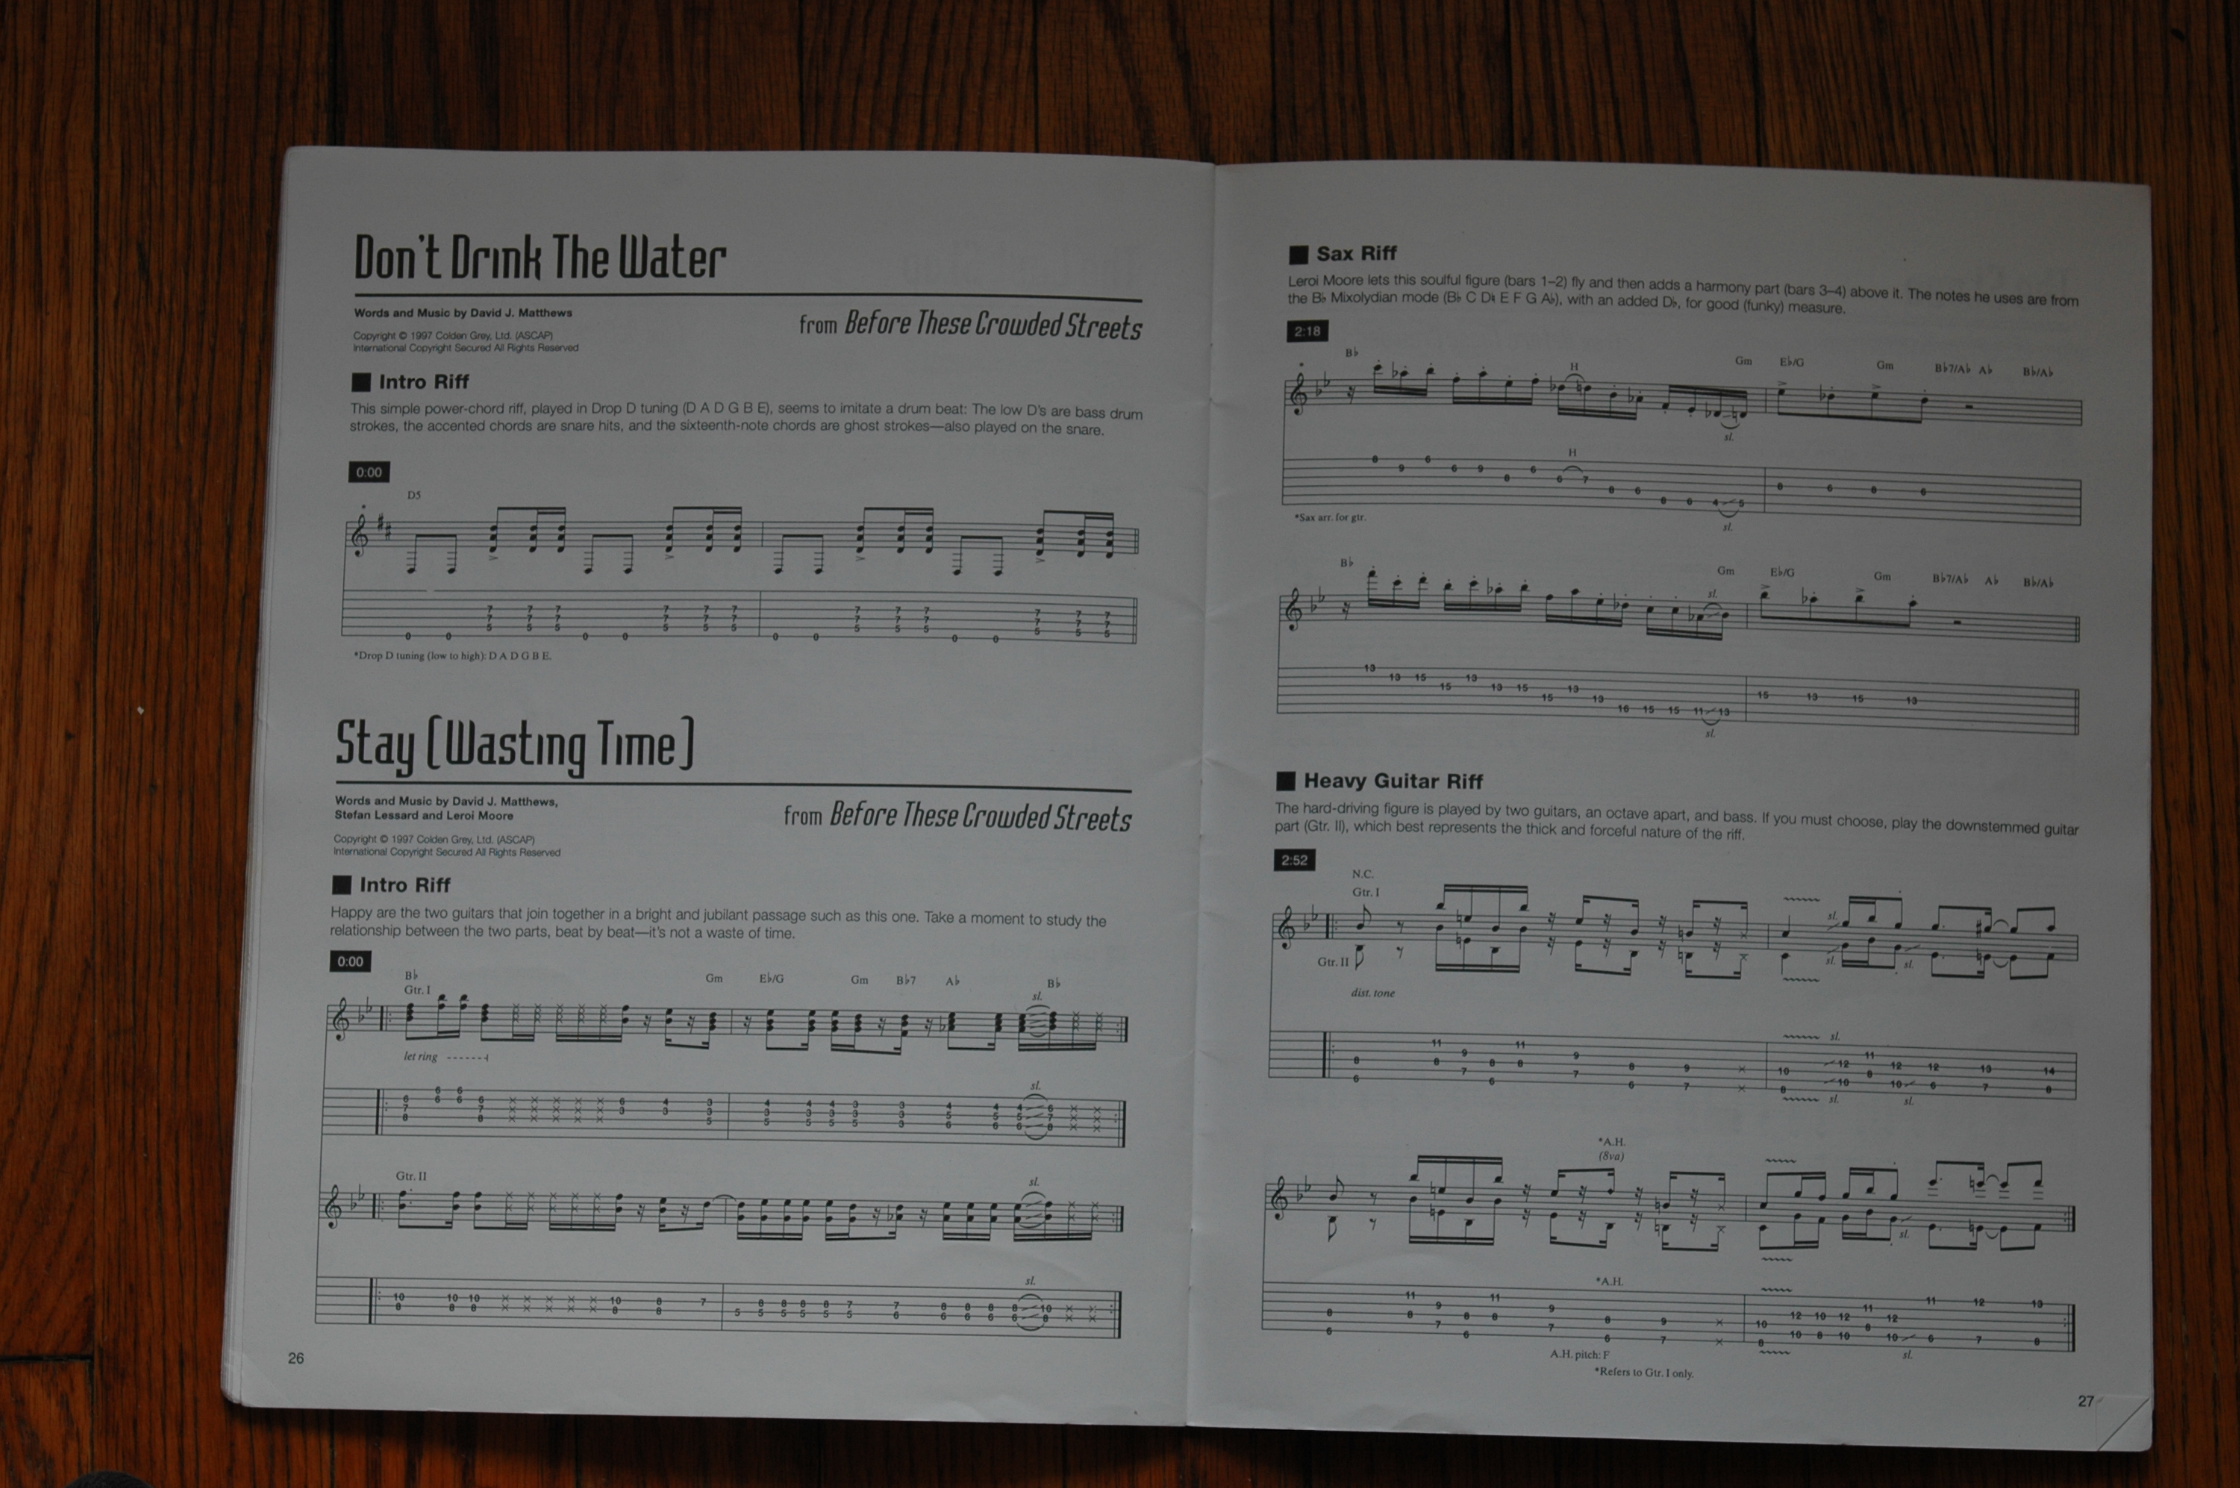 Don't Drink The Water
from Before These Crowded Streets
Words and Music by David J. Matthews
Copyright © 1997 Colden Grey, Ltd. (ASCAP)
International Copyright Secured All Rights Reserved
Intro Riff
This simple power-chord riff, played in Drop D tuning (D A D G B E), seems to imitate a drum beat: The low D's are bass drum
strokes, the accented chords are snare hits, and the sixteenth-note chords are ghost strokes—also played on the snare.
0:00
D5
*Drop D tuning (low to high): D A D G B E.
Stay (Wasting Time)
from Before These Crowded Streets
Words and Music by David J. Matthews,
Stefan Lessard and Leroi Moore
Copyright © 1997 Colden Grey, Ltd. (ASCAP)
International Copyright Secured All Rights Reserved
Intro Riff
Happy are the two guitars that join together in a bright and jubilant passage such as this one. Take a moment to study the
relationship between the two parts, beat by beat—it's not a waste of time.
0:00
B♭ Gm E♭/G Gm B♭7 A♭ B♭
Gtr. I
let ring
sl.
sl.
Gtr. II
sl.
sl.
26
Sax Riff
Leroi Moore lets this soulful figure (bars 1–2) fly and then adds a harmony part (bars 3–4) above it. The notes he uses are from
the B♭ Mixolydian mode (B♭ C D E F G A♭), with an added D♭, for good (funky) measure.
2:18
B♭ Gm E♭/G Gm B♭7/A♭ A♭ B♭/A♭
*
H
sl.
H
sl.
*Sax arr. for gtr.
B♭ Gm E♭/G Gm B♭7/A♭ A♭ B♭/A♭
sl.
sl.
Heavy Guitar Riff
The hard-driving figure is played by two guitars, an octave apart, and bass. If you must choose, play the downstemmed guitar
part (Gtr. II), which best represents the thick and forceful nature of the riff.
2:52
N.C.
Gtr. I
sl.
Gtr. II
sl. sl.
dist. tone
sl.
sl. sl.
*A.H.
(8va)
sl.
*A.H.
sl.
A.H. pitch: F
*Refers to Gtr. I only.
27